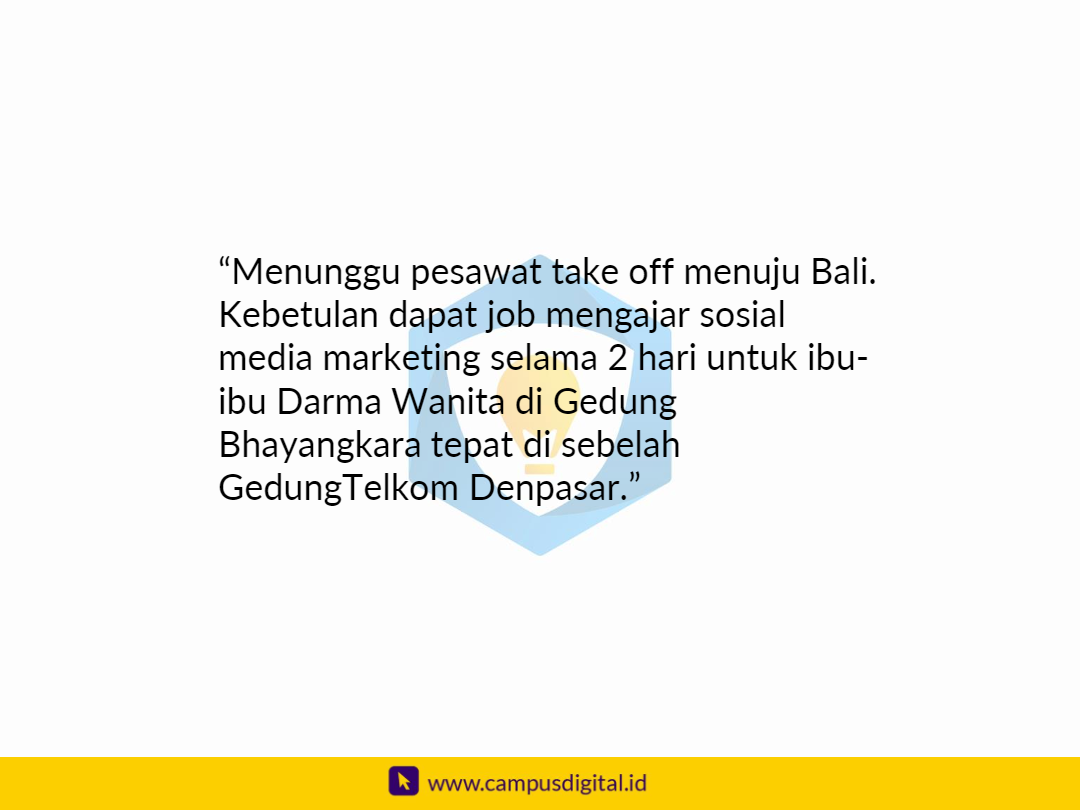 “Menunggu pesawat take off menuju Bali.
Kebetulan dapat job mengajar sosial
media marketing selama 2 hari untuk ibu-
ibu Darma Wanita di Gedung
Bhayangkara tepat di sebelah
GedungTelkom Denpasar.”
www.campusdigital.id